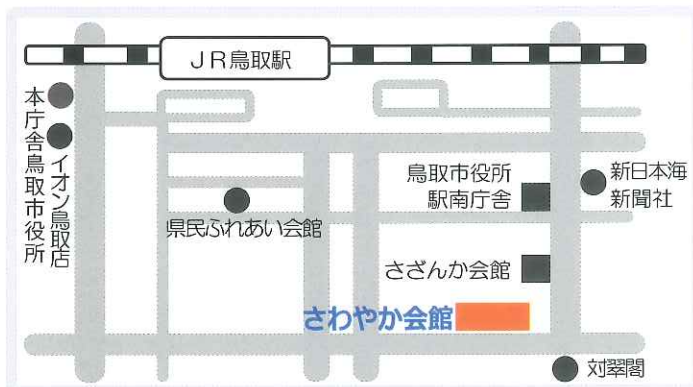 JR鳥取駅
本庁舎鳥取市役所
イオン鳥取店
鳥取市役所
駅南庁舎
新日本海
新聞社
県民ふれあい会館
さざんか会館
さわやか会館
対翠閣